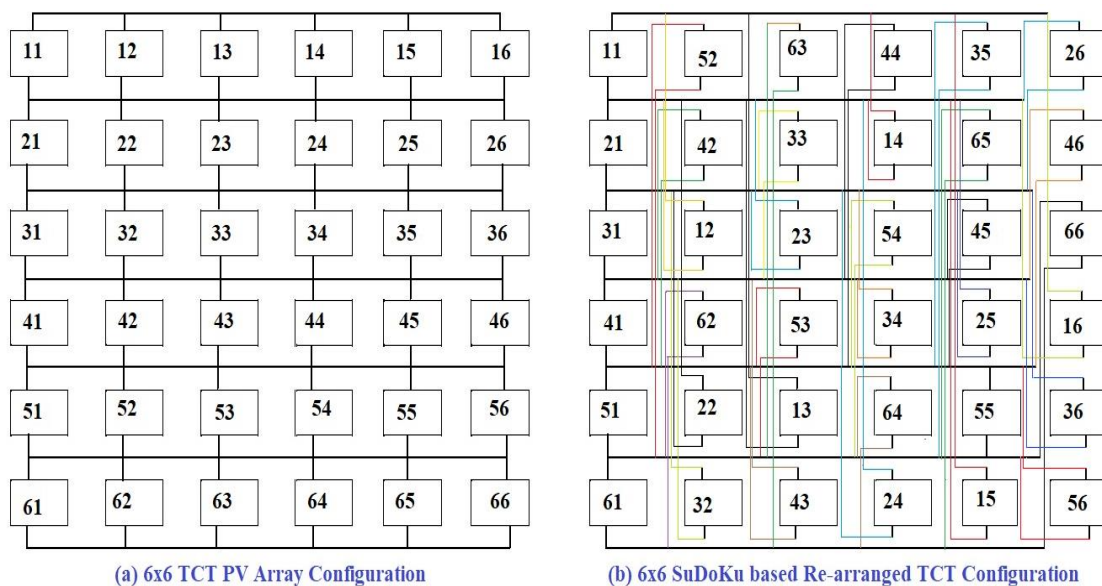 11 12 13 14 15 16
21 22 23 24 25 26
31 32 33 34 35 36
41 42 43 44 45 46
51 52 53 54 55 56
61 62 63 64 65 66
(a) 6x6 TCT PV Array Configuration
11 52 63 44 35 26
21 42 33 14 65 46
31 12 23 54 45 66
41 62 53 34 25 16
51 22 13 64 55 36
61 32 43 24 15 56
(b) 6x6 SuDoKu based Re-arranged TCT Configuration